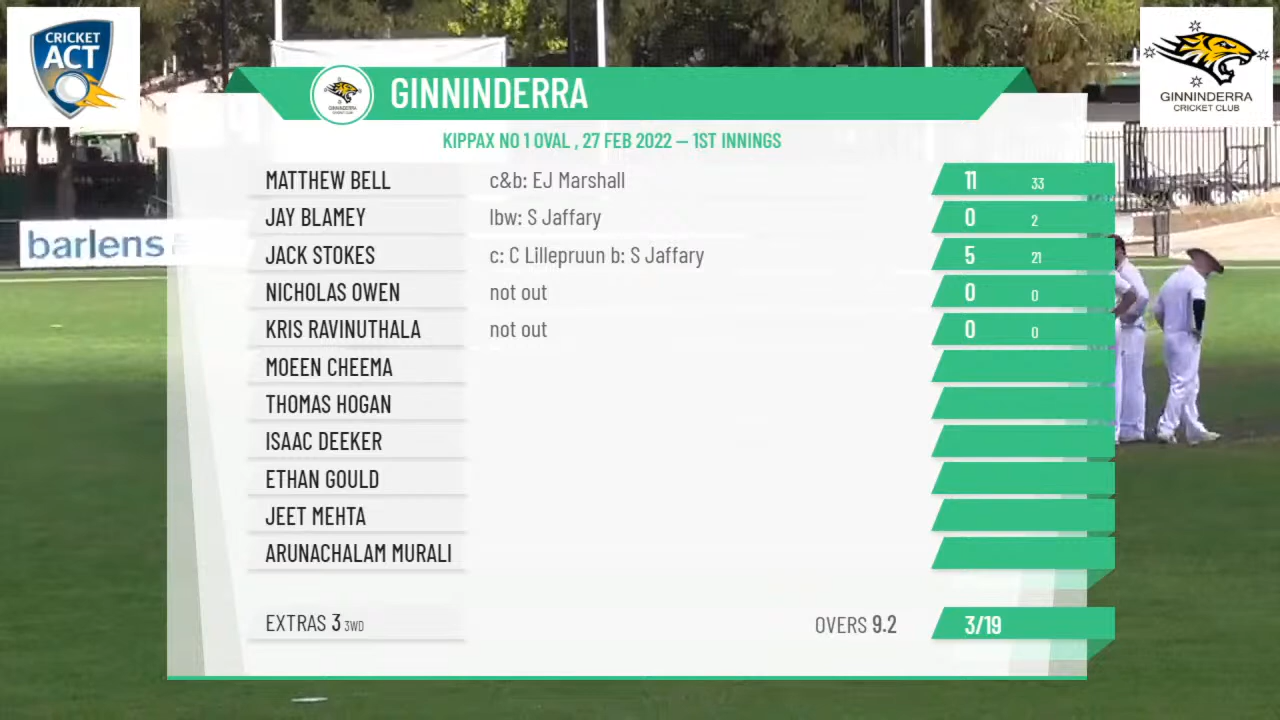 CRICKET
ACT
GINNINDERRA
CRICKET CLUB
GINNINDERRA
CRICKET CLUB
GINNINDERRA
KIPPAX NO 1 OVAL , 27 FEB 2022 – 1ST INNINGS
MATTHEW BELL c&b: EJ Marshall 11 33
JAY BLAMEY lbw: S Jaffary 0 2
JACK STOKES c: C Lillepruun b: S Jaffary 5 21
NICHOLAS OWEN not out 0 0
KRIS RAVINUTHALA not out 0 0
MOEEN CHEEMA
THOMAS HOGAN
ISAAC DEEKER
ETHAN GOULD
JEET MEHTA
ARUNACHALAM MURALI
EXTRAS 3 3WD OVERS 9.2 3/19
barlens